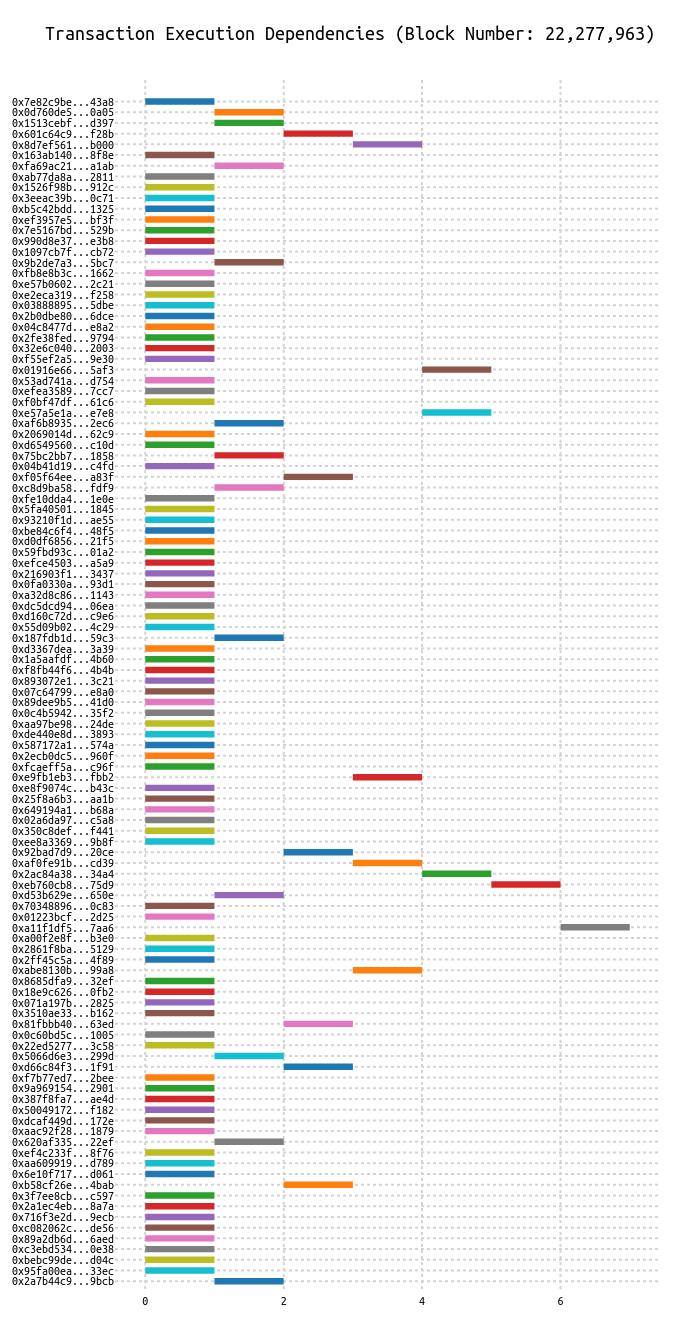 Transaction Execution Dependencies (Block Number: 22,277,963)
0x7e82c9be...43a8
0x0d760de5...0a05
0x1513cebf...d397
0x601c64c9...f28b
0x8d7ef561...b000
0x163ab140...8f8e
0xfa69ac21...a1ab
0xab77da8a...2811
0x1526f98b...912c
0x3eeac39b...0c71
0xb5c42bdd...1325
0xef3957e5...bf3f
0x7e5167bd...529b
0x990d8e37...e3b8
0x1097cb7f...cb72
0x9b2de7a3...5bc7
0xfb8e8b3c...1662
0xe57b0602...2c21
0xe2eca319...f258
0x03888895...5dbe
0x2b0dbe80...6dce
0x04c8477d...e8a2
0x2fe38fed...9794
0x32e6c040...2003
0xf55ef2a5...9e30
0x01916e66...5af3
0x53ad741a...d754
0xefea3589...7cc7
0xf0bf47df...61c6
0xe57a5e1a...e7e8
0xaf6b8935...2ec6
0x2069014d...62c9
0xd6549560...c10d
0x75bc2bb7...1858
0x04b41d19...c4fd
0xf05f64ee...a83f
0xc8d9ba58...fdf9
0xfe10dda4...1e0e
0x5fa40501...1845
0x93210f1d...ae55
0xbe84c6f4...48f5
0xd0df6856...21f5
0x59fbd93c...01a2
0xefce4503...a5a9
0x216903f1...3437
0x0fa0330a...93d1
0xa32d8c86...1143
0xdc5dcd94...06ea
0xd160c72d...c9e6
0x55d09b02...4c29
0x187fdb1d...59c3
0xd3367dea...3a39
0x1a5aafdf...4b60
0xf8fb44f6...4b4b
0x893072e1...3c21
0x07c64799...e8a0
0x89dee9b5...41d0
0x0c4b5942...35f2
0xaa97be98...24de
0xde440e8d...3893
0x587172a1...574a
0x2ecb0dc5...960f
0xfcaeff5a...c96f
0xe9fb1eb3...fbb2
0xe8f9074c...b43c
0x25f8a6b3...aa1b
0x649194a1...b68a
0x02a6da97...c5a8
0x350c8def...f441
0xee8a3369...9b8f
0x92bad7d9...20ce
0xaf0fe91b...cd39
0x2ac84a38...34a4
0xeb760cb8...75d9
0xd53b629e...650e
0x70348896...0c83
0x01223bcf...2d25
0xa11f1df5...7aa6
0xa00f2e8f...b3e0
0x2861f8ba...5129
0x2ff45c5a...4f89
0xabe8130b...99a8
0x8685dfa9...32ef
0x18e9c626...0fb2
0x071a197b...2825
0x3510ae33...b162
0x81fbbb40...63ed
0x0c60bd5c...1005
0x22ed5277...3c58
0x5066d6e3...299d
0xd66c84f3...1f91
0xf7b77ed7...2bee
0x9a969154...2901
0x387f8fa7...ae4d
0x50049172...f182
0xdcaf449d...172e
0xaac92f28...1879
0x620af335...22ef
0xef4c233f...8f76
0xaa609919...d789
0x6e10f717...d061
0xb58cf26e...4bab
0x3f7ee8cb...c597
0x2a1ec4eb...8a7a
0x716f3e2d...9ecb
0xc082062c...de56
0x89a2db6d...6aed
0xc3ebd534...0e38
0xbebc99de...d04c
0x95fa00ea...33ec
0x2a7b44c9...9bcb
0 2 4 6